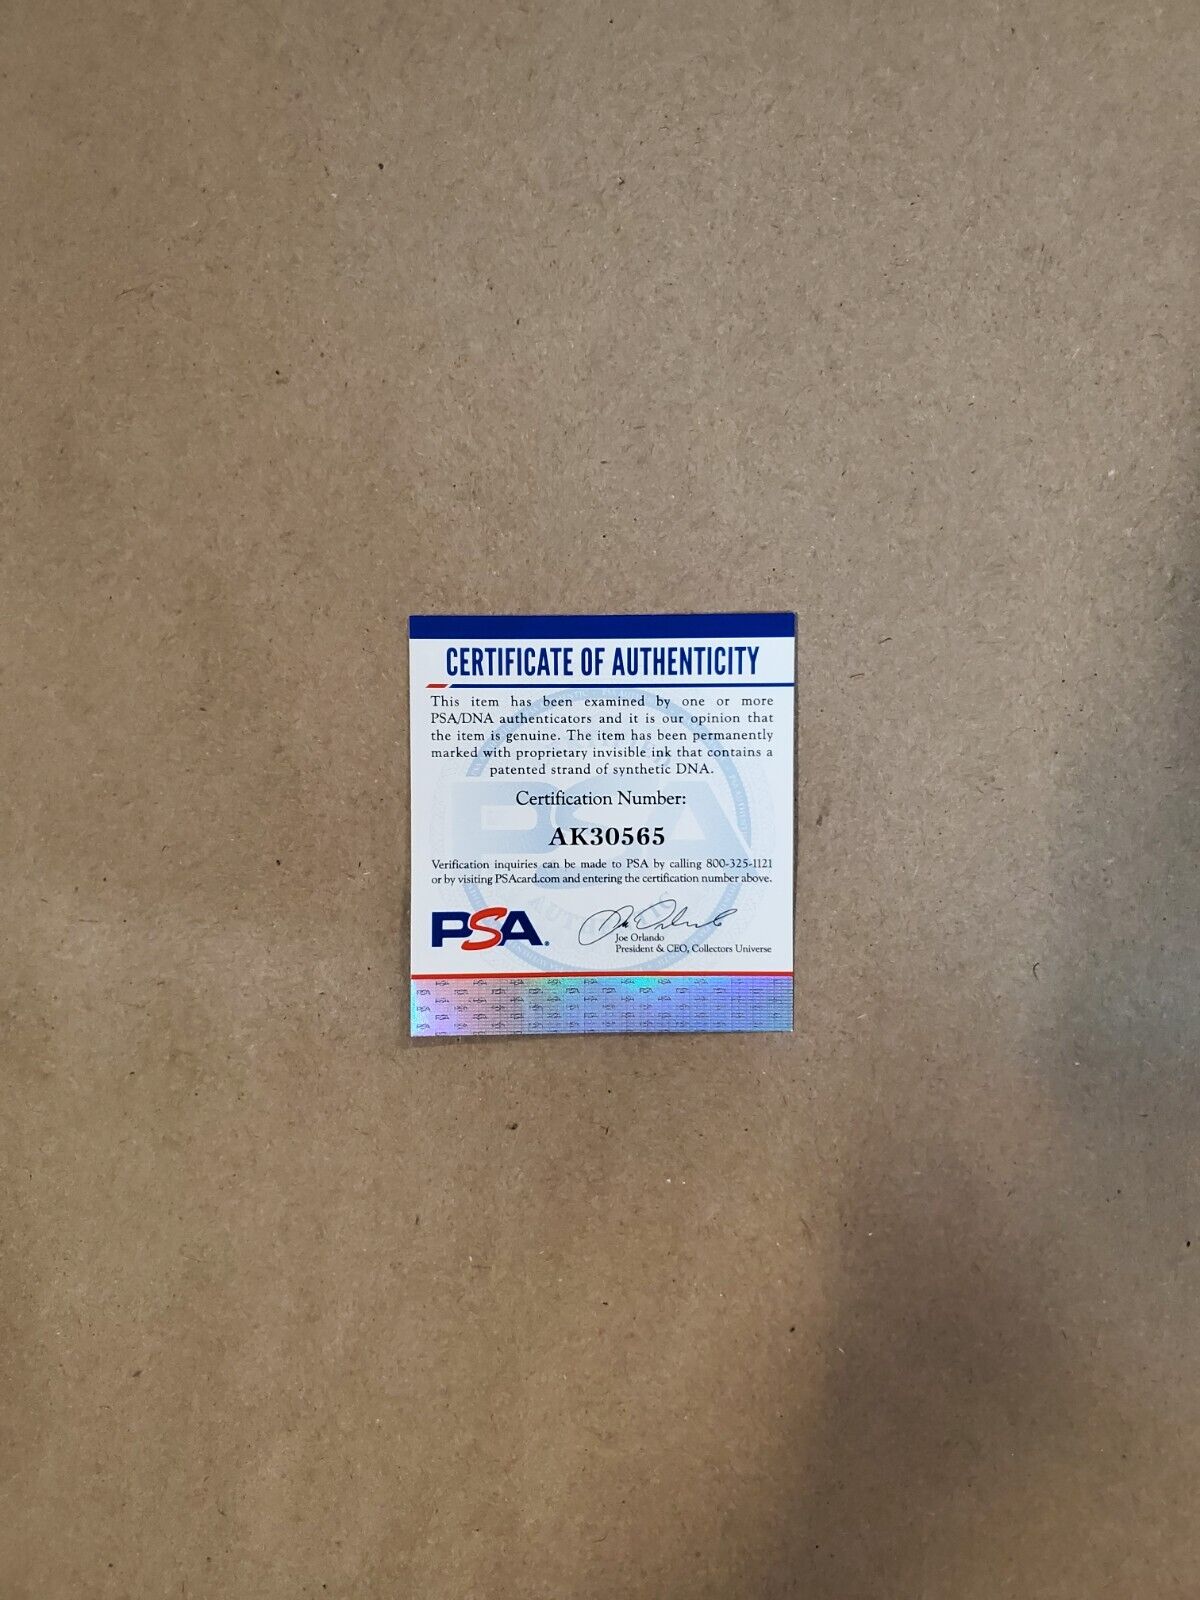 CERTIFICATE OF AUTHENTICITY
This item has been examined by one or more
PSA/DNA authenticators and it is our opinion that
the item is genuine. The item has been permanently
marked with proprietary invisible ink that contains a
patented strand of synthetic DNA.
Certification Number:
AK30565
Verification inquiries can be made to PSA by calling 800-325-1121
or by visiting PSAcard.com and entering the certification number above.
PSA.
Joe Orlando
Joe Orlando
President & CEO, Collectors Universe